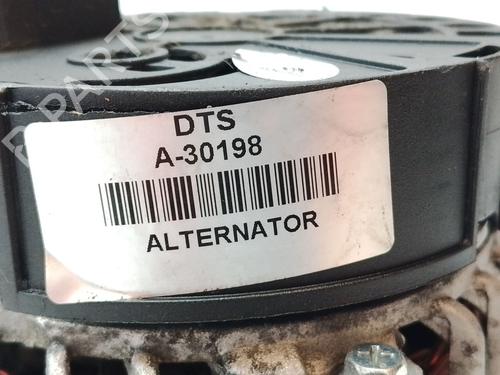 DTS
A-30198
ALTERNATOR